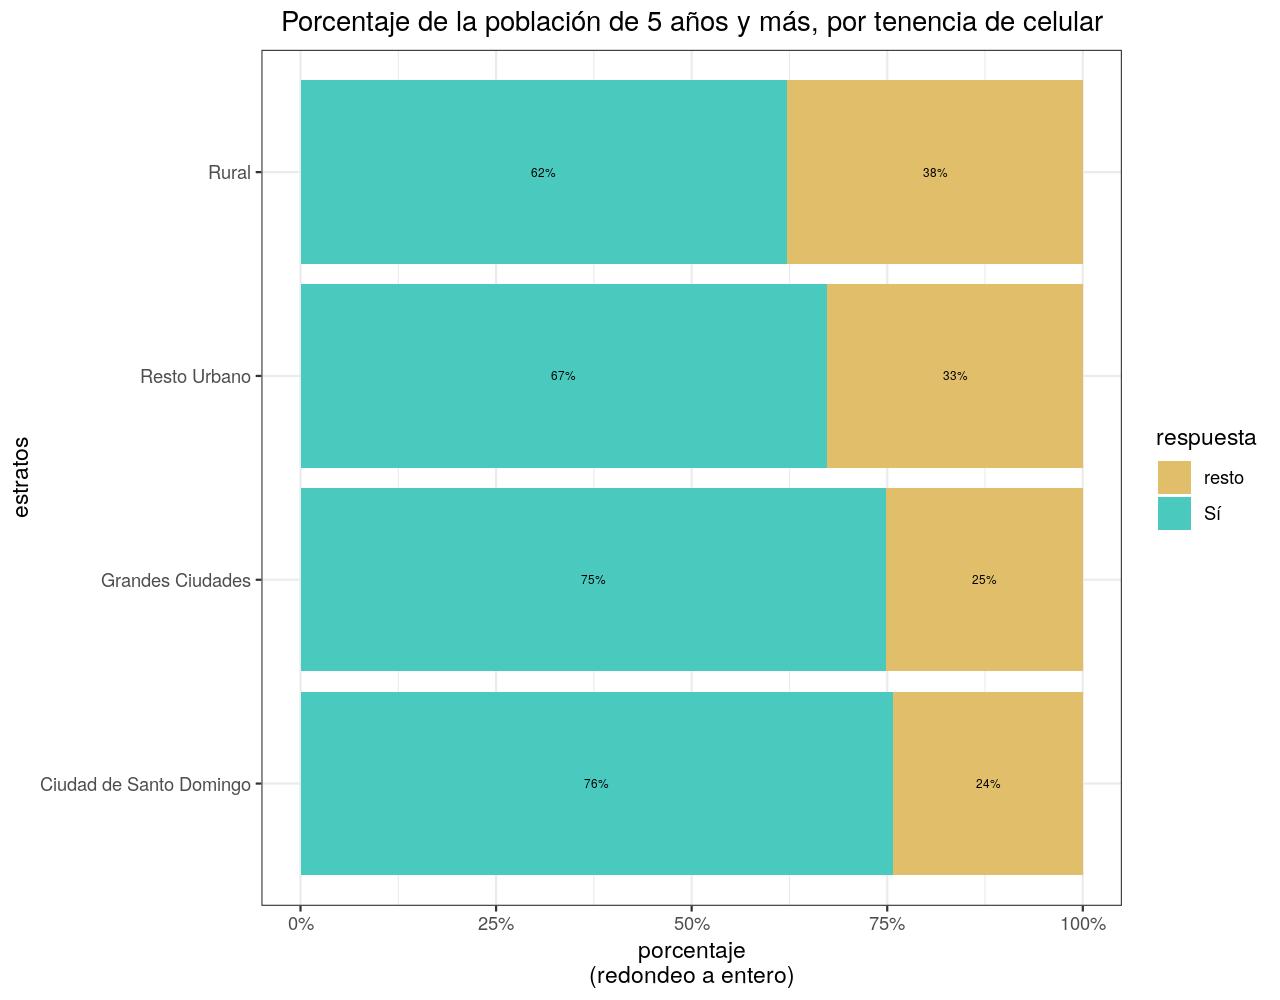 Porcentaje de la población de 5 años y más, por tenencia de celular
estratos
Rural
62%
38%
Resto Urbano
67%
33%
Grandes Ciudades
75%
25%
Ciudad de Santo Domingo
76%
24%
0%
25%
50%
75%
100%
porcentaje
(redondeo a entero)
respuesta
resto
Sí